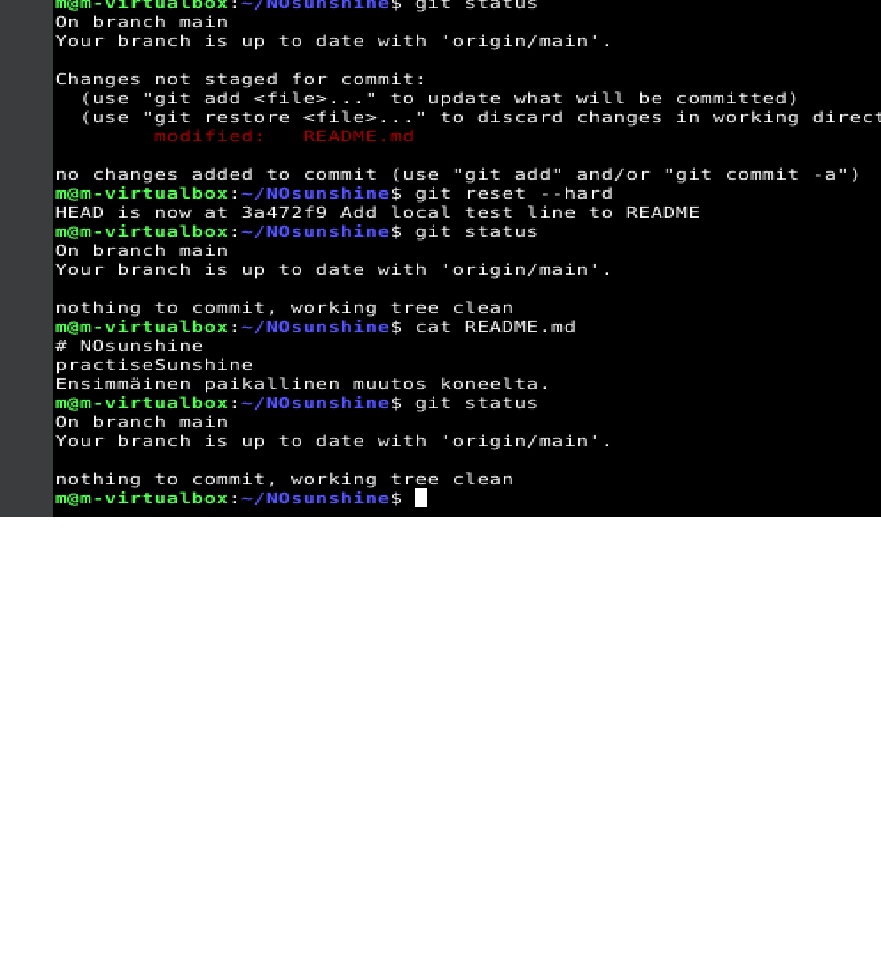 m@m-virtualbox:~/NOsunshine$ git status
On branch main
Your branch is up to date with 'origin/main'.
Changes not staged for commit:
  (use "git add <file>..." to update what will be committed)
  (use "git restore <file>..." to discard changes in working direct
        modified:   README.md
no changes added to commit (use "git add" and/or "git commit -a")
m@m-virtualbox:~/NOsunshine$ git reset --hard
HEAD is now at 3a472f9 Add local test line to README
m@m-virtualbox:~/NOsunshine$ git status
On branch main
Your branch is up to date with 'origin/main'.
nothing to commit, working tree clean
m@m-virtualbox:~/NOsunshine$ cat README.md
# NOsunshine
practiseSunshine
Ensimmäinen paikallinen muutos koneelta.
m@m-virtualbox:~/NOsunshine$ git status
On branch main
Your branch is up to date with 'origin/main'.
nothing to commit, working tree clean
m@m-virtualbox:~/NOsunshine$